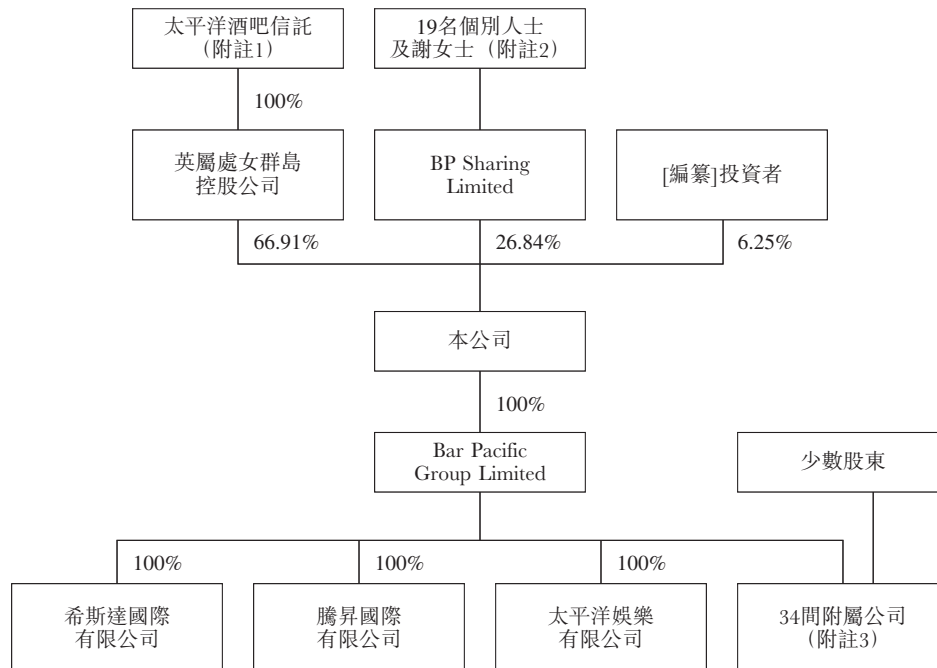 太平洋酒吧信託
（附註1）
19名個別人士
及謝女士（附註2）
100%
英屬處女群島
控股公司
BP Sharing
Limited
[編纂]投資者
66.91%
26.84%
6.25%
本公司
100%
Bar Pacific
Group Limited
少數股東
100%
100%
100%
希斯達國際
有限公司
騰昇國際
有限公司
太平洋娛樂
有限公司
34間附屬公司
（附註3）